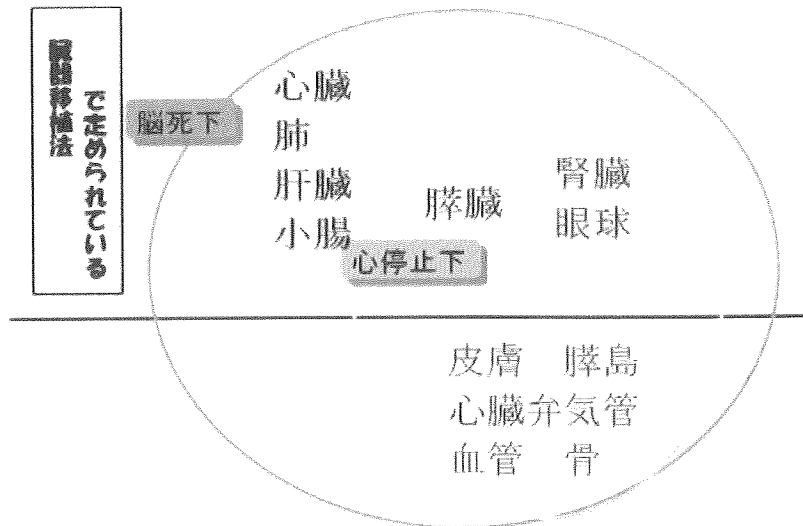 臓器移植法
で定められている
脳死下
心臓
肺
肝臓
小腸
膵臓
腎臓
眼球
心停止下
皮膚 膵島
心臓弁気管
血管 骨